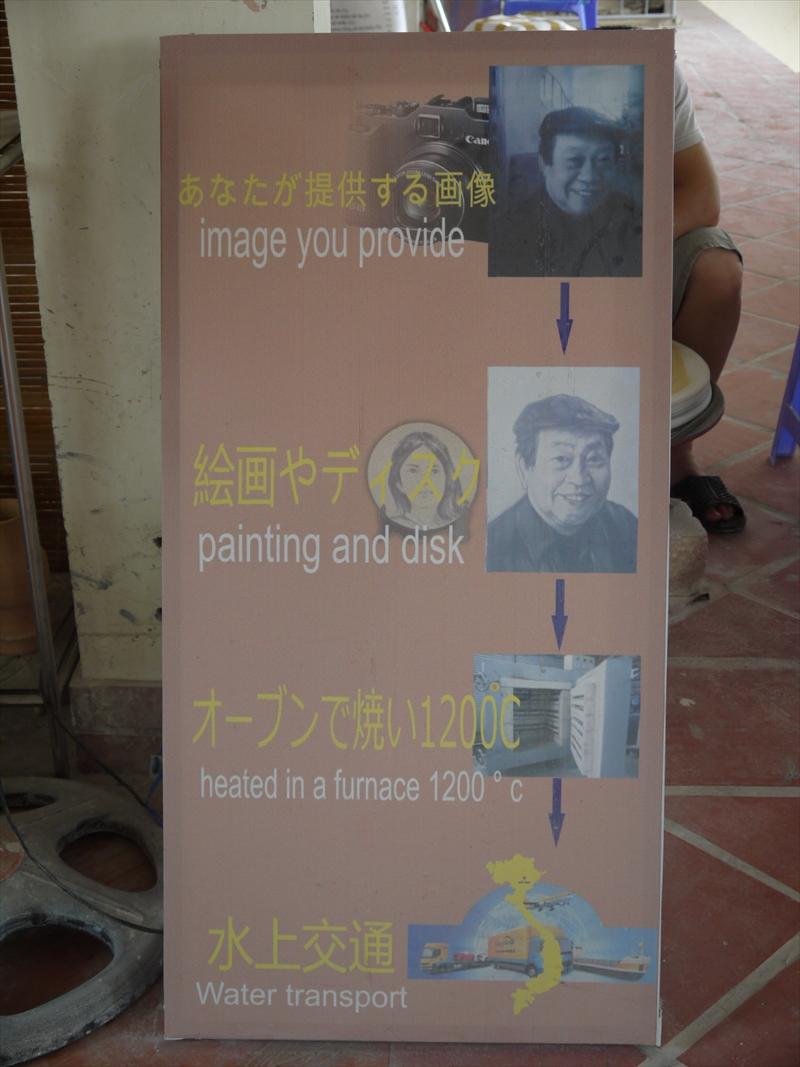 Can
あなたが提供する画像
image you provide
絵画やディスク
painting and disk
オーブンで焼い1200C
heated in a furnace 1200 ° c
水上交通
Water transport